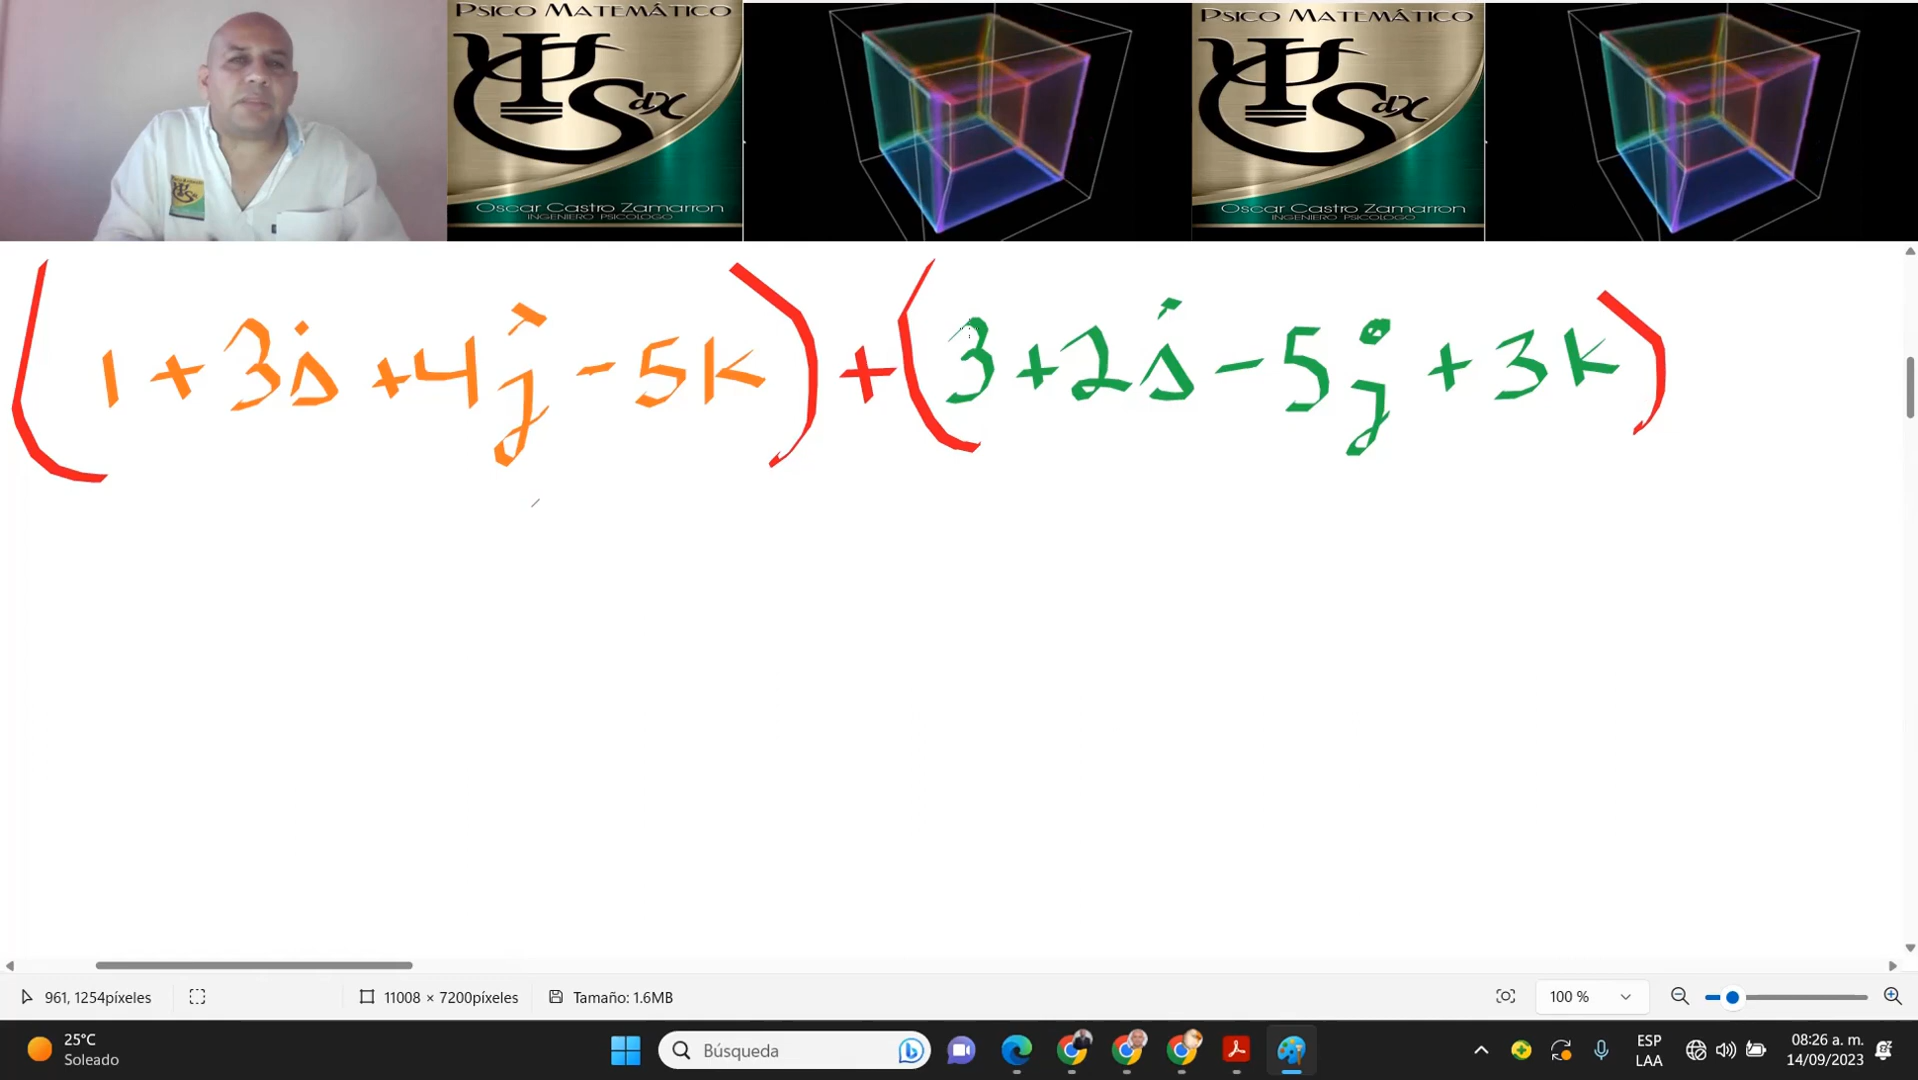 PSICO MATEMÁTICO
dx
Oscar Castro Zamarron
INGENIERO PSICOLOGO
PSICO MATEMÁTICO
dx
Oscar Castro Zamarron
INGENIERO PSICOLOGO
(1+3i+4j-5k)+(3+2i-5j+3k)
961, 1254píxeles
11008 × 7200píxeles
Tamaño: 1.6MB
100 %
25°C
Soleado
Búsqueda
ESP
LAA
08:26 a. m.
14/09/2023